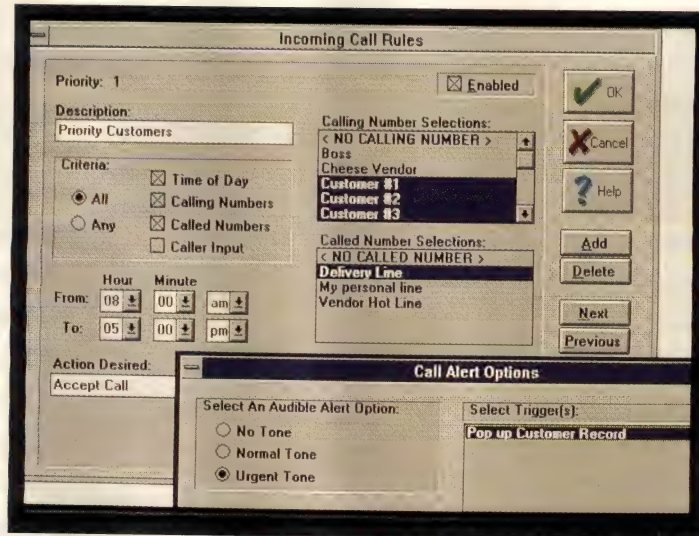 Incoming Call Rules
Priority: 1
Enabled
Description:
Priority Customers
Criteria:
All
Any
Time of Day
Calling Numbers
Called Numbers
Caller Input
Hour Minute
From: 08 00 am
To: 05 00 pm
Action Desired:
Accept Call
Calling Number Selections:
< NO CALLING NUMBER >
Boss
Cheese Vendor
Customer #1
Customer #2
Customer #3
Called Number Selections:
< NO CALLED NUMBER >
Delivery Line
My personal line
Vendor Hot Line
OK
Cancel
Help
Add
Delete
Next
Previous
Call Alert Options
Select An Audible Alert Option:
No Tone
Normal Tone
Urgent Tone
Select Trigger(s):
Pop up Customer Record